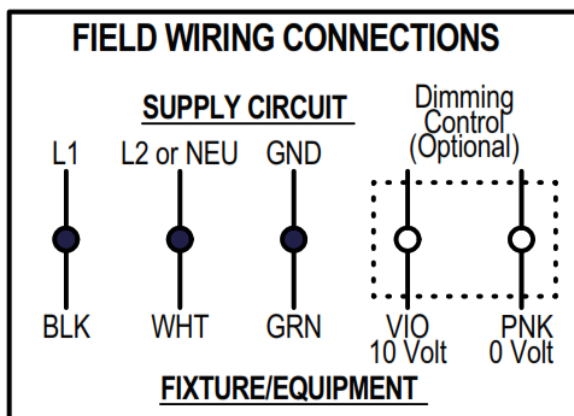 FIELD WIRING CONNECTIONS
SUPPLY CIRCUIT
Dimming
Control
(Optional)
L1
L2 or NEU
GND
BLK
WHT
GRN
VIO
10 Volt
PNK
0 Volt
FIXTURE/EQUIPMENT